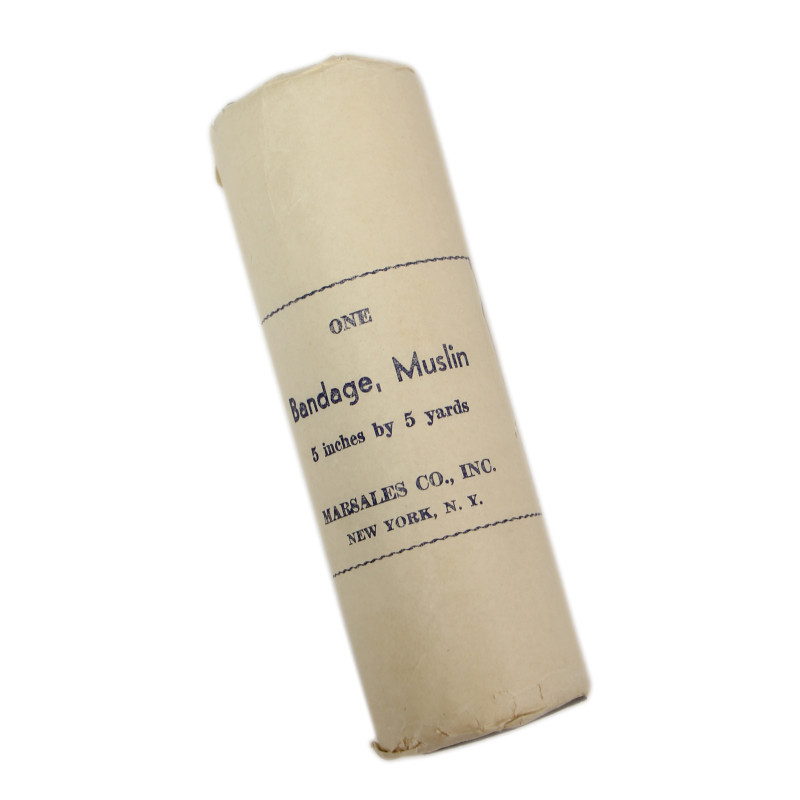 ONE
Bandage, Muslin
5 inches by 5 yards
MARSALES CO., INC.
NEW YORK, N. Y.